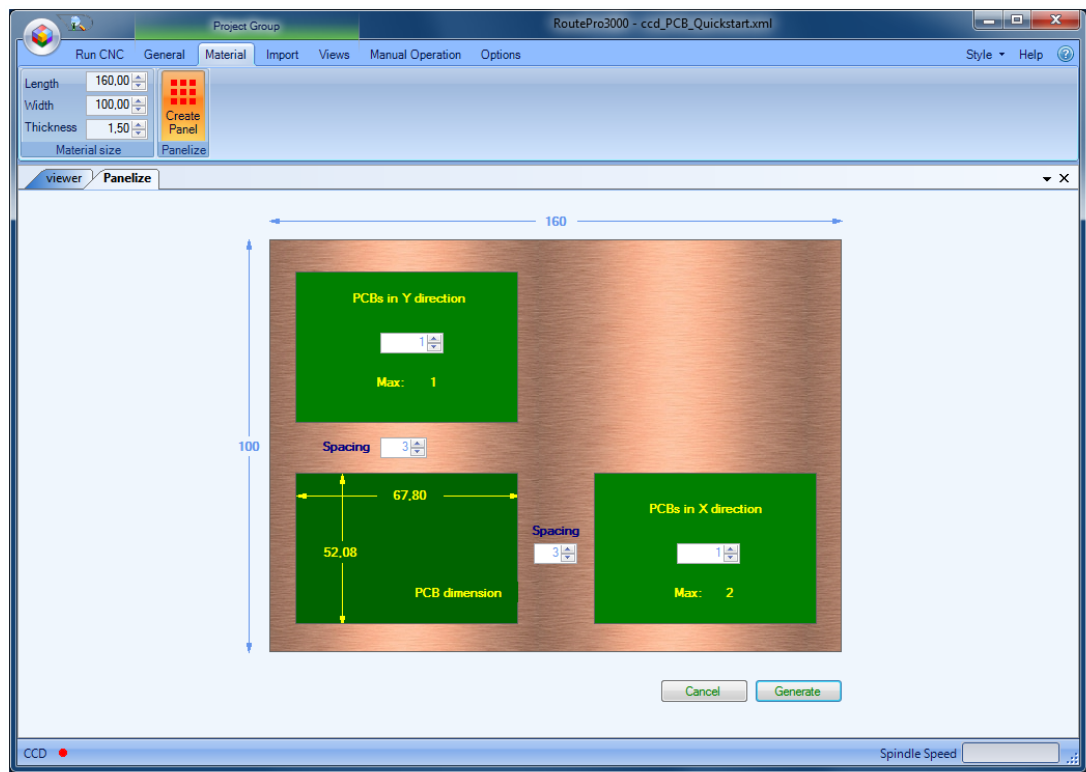 Project Group
RoutePro3000 - ccd_PCB_Quickstart.xml
Run CNC General Material Import Views Manual Operation Options Style Help
Length 160,00
Width 100,00
Thickness 1,50
Material size
Create
Panel
Panelize
viewer Panelize
160
PCBs in Y direction
1
Max: 1
100
Spacing 3
67,80
52,08
PCB dimension
Spacing
3
PCBs in X direction
1
Max: 2
Cancel Generate
CCD Spindle Speed